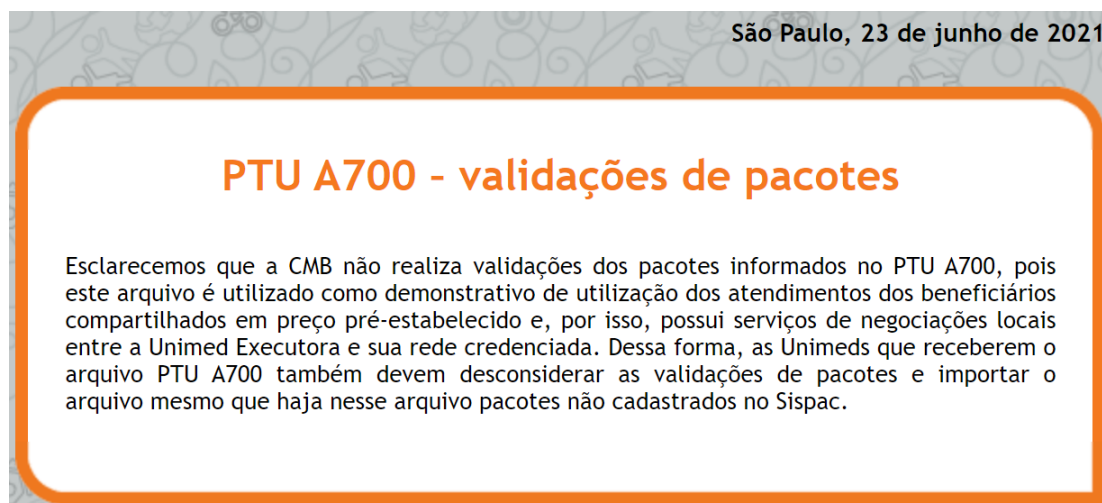 São Paulo, 23 de junho de 2021
PTU A700 – validações de pacotes
Esclarecemos que a CMB não realiza validações dos pacotes informados no PTU A700, pois
este arquivo é utilizado como demonstrativo de utilização dos atendimentos dos beneficiários
compartilhados em preço pré-estabelecido e, por isso, possui serviços de negociações locais
entre a Unimed Executora e sua rede credenciada. Dessa forma, as Unimeds que receberem o
arquivo PTU A700 também devem desconsiderar as validações de pacotes e importar o
arquivo mesmo que haja nesse arquivo pacotes não cadastrados no Sispac.